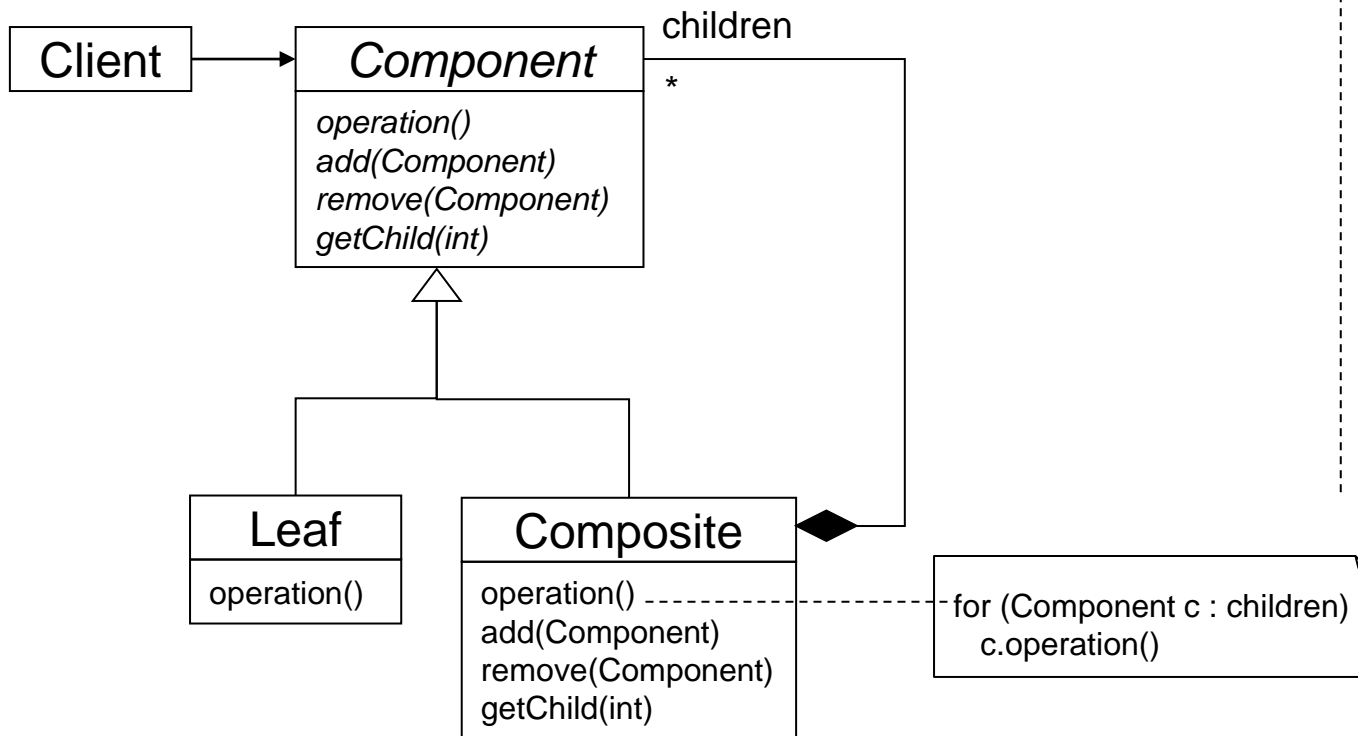 children
Client
Component
*
operation()
add(Component)
remove(Component)
getChild(int)
Leaf
operation()
Composite
operation()
add(Component)
remove(Component)
getChild(int)
for (Component c : children)
c.operation()